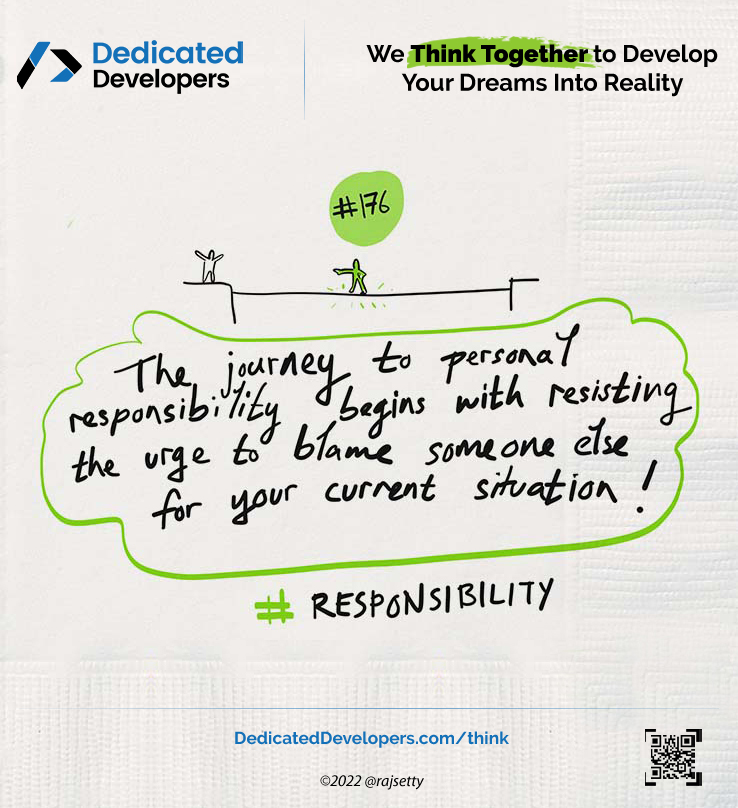 Dedicated
Developers
We Think Together to Develop
Your Dreams Into Reality
#176
The journey to personal
responsibility begins with resisting
the urge to blame someone else
for your current situation!
# RESPONSIBILITY
DedicatedDevelopers.com/think
©2022 @rajsetty